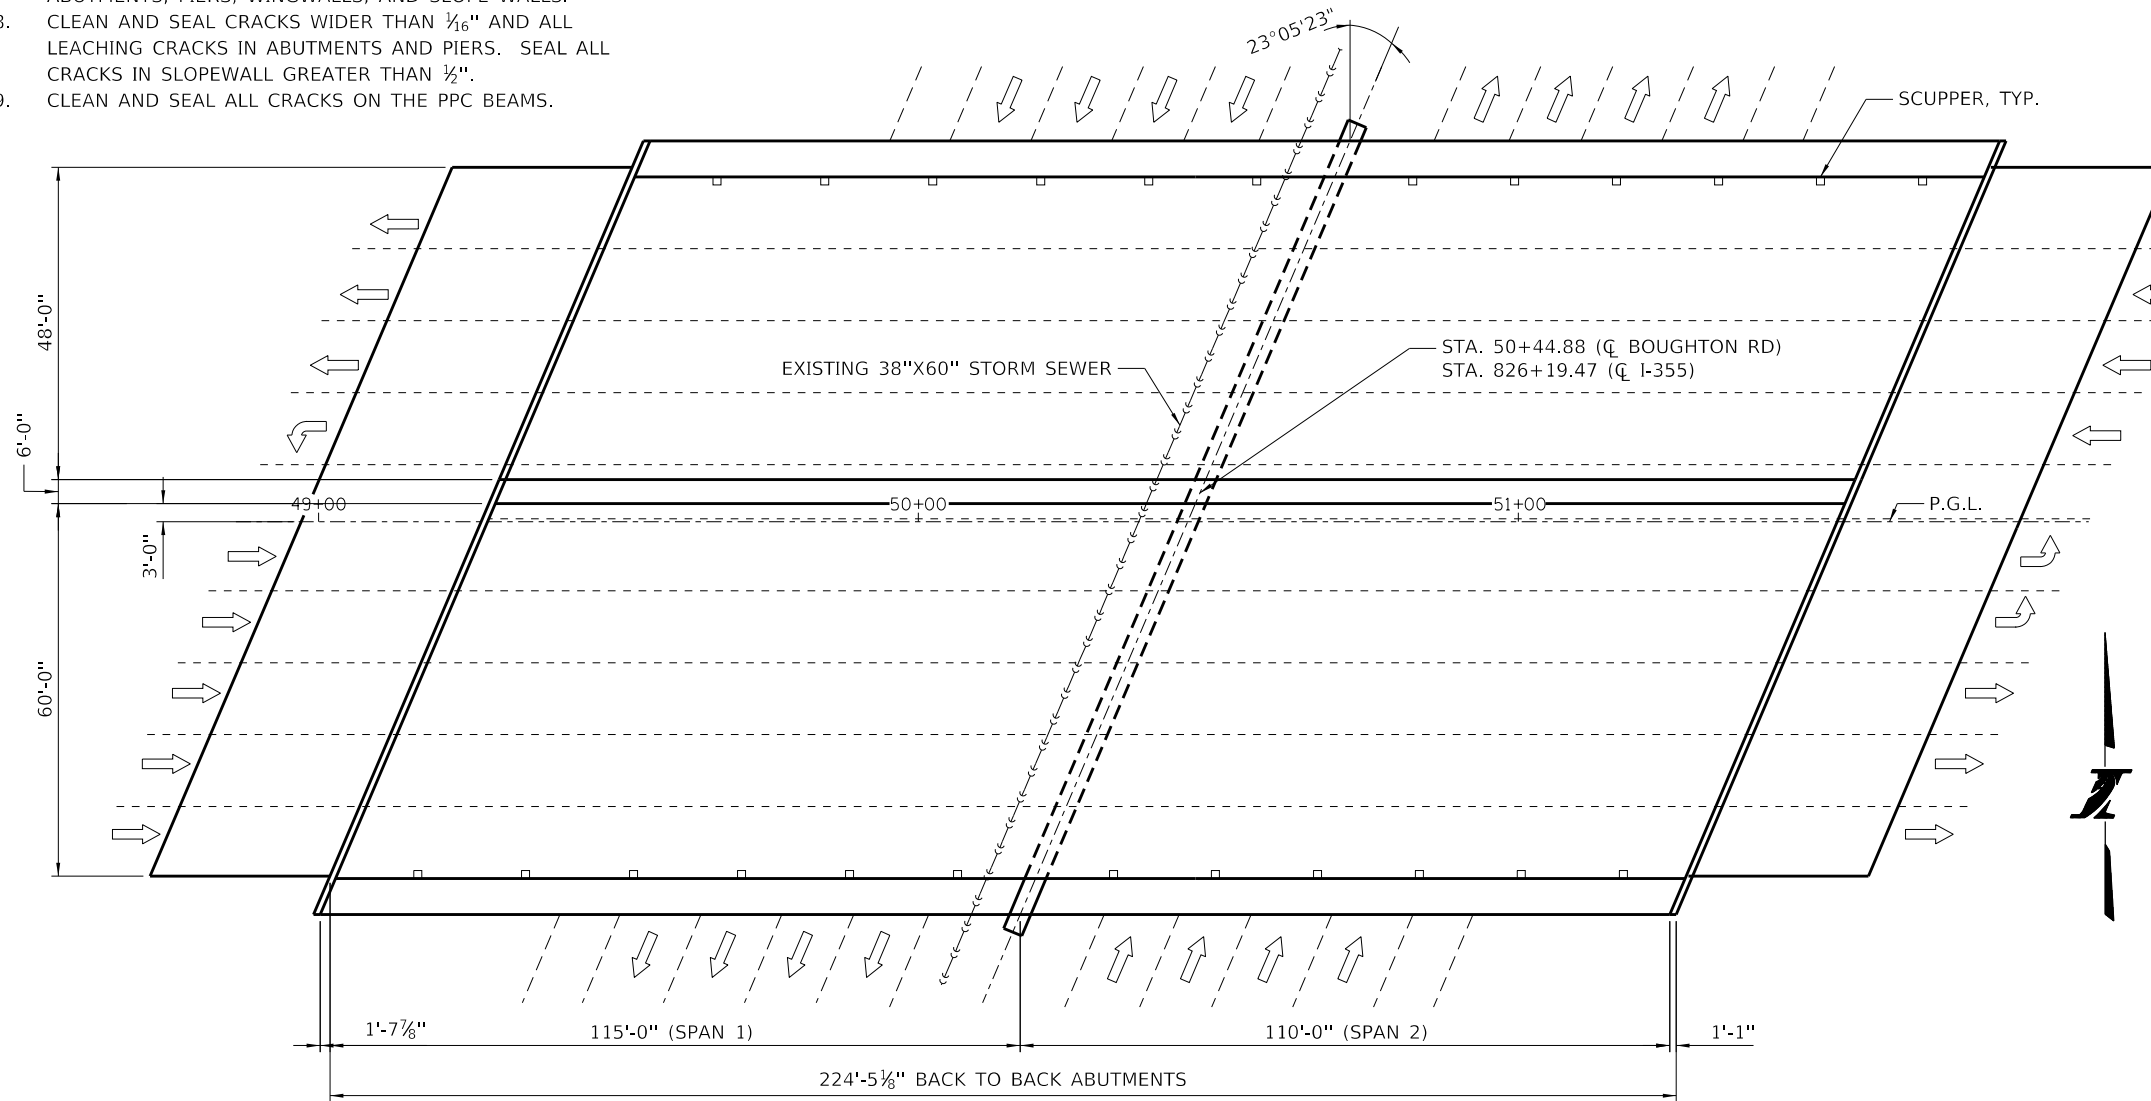 ABUTMENTS, PIERS, WINGWALLS, AND SLOPE WALLS.
8. CLEAN AND SEAL CRACKS WIDER THAN 1/16" AND ALL
LEACHING CRACKS IN ABUTMENTS AND PIERS. SEAL ALL
CRACKS IN SLOPEWALL GREATER THAN 1/2".
9. CLEAN AND SEAL ALL CRACKS ON THE PPC BEAMS.
23°05'23"
SCUPPER, TYP.
48'-0"
EXISTING 38"X60" STORM SEWER
STA. 50+44.88 (℄ BOUGHTON RD)
STA. 826+19.47 (℄ I-355)
6'-0"
49+00
50+00
51+00
P.G.L.
3'-0"
60'-0"
1'-7⅞"
115'-0" (SPAN 1)
110'-0" (SPAN 2)
1'-1"
224'-5⅛" BACK TO BACK ABUTMENTS